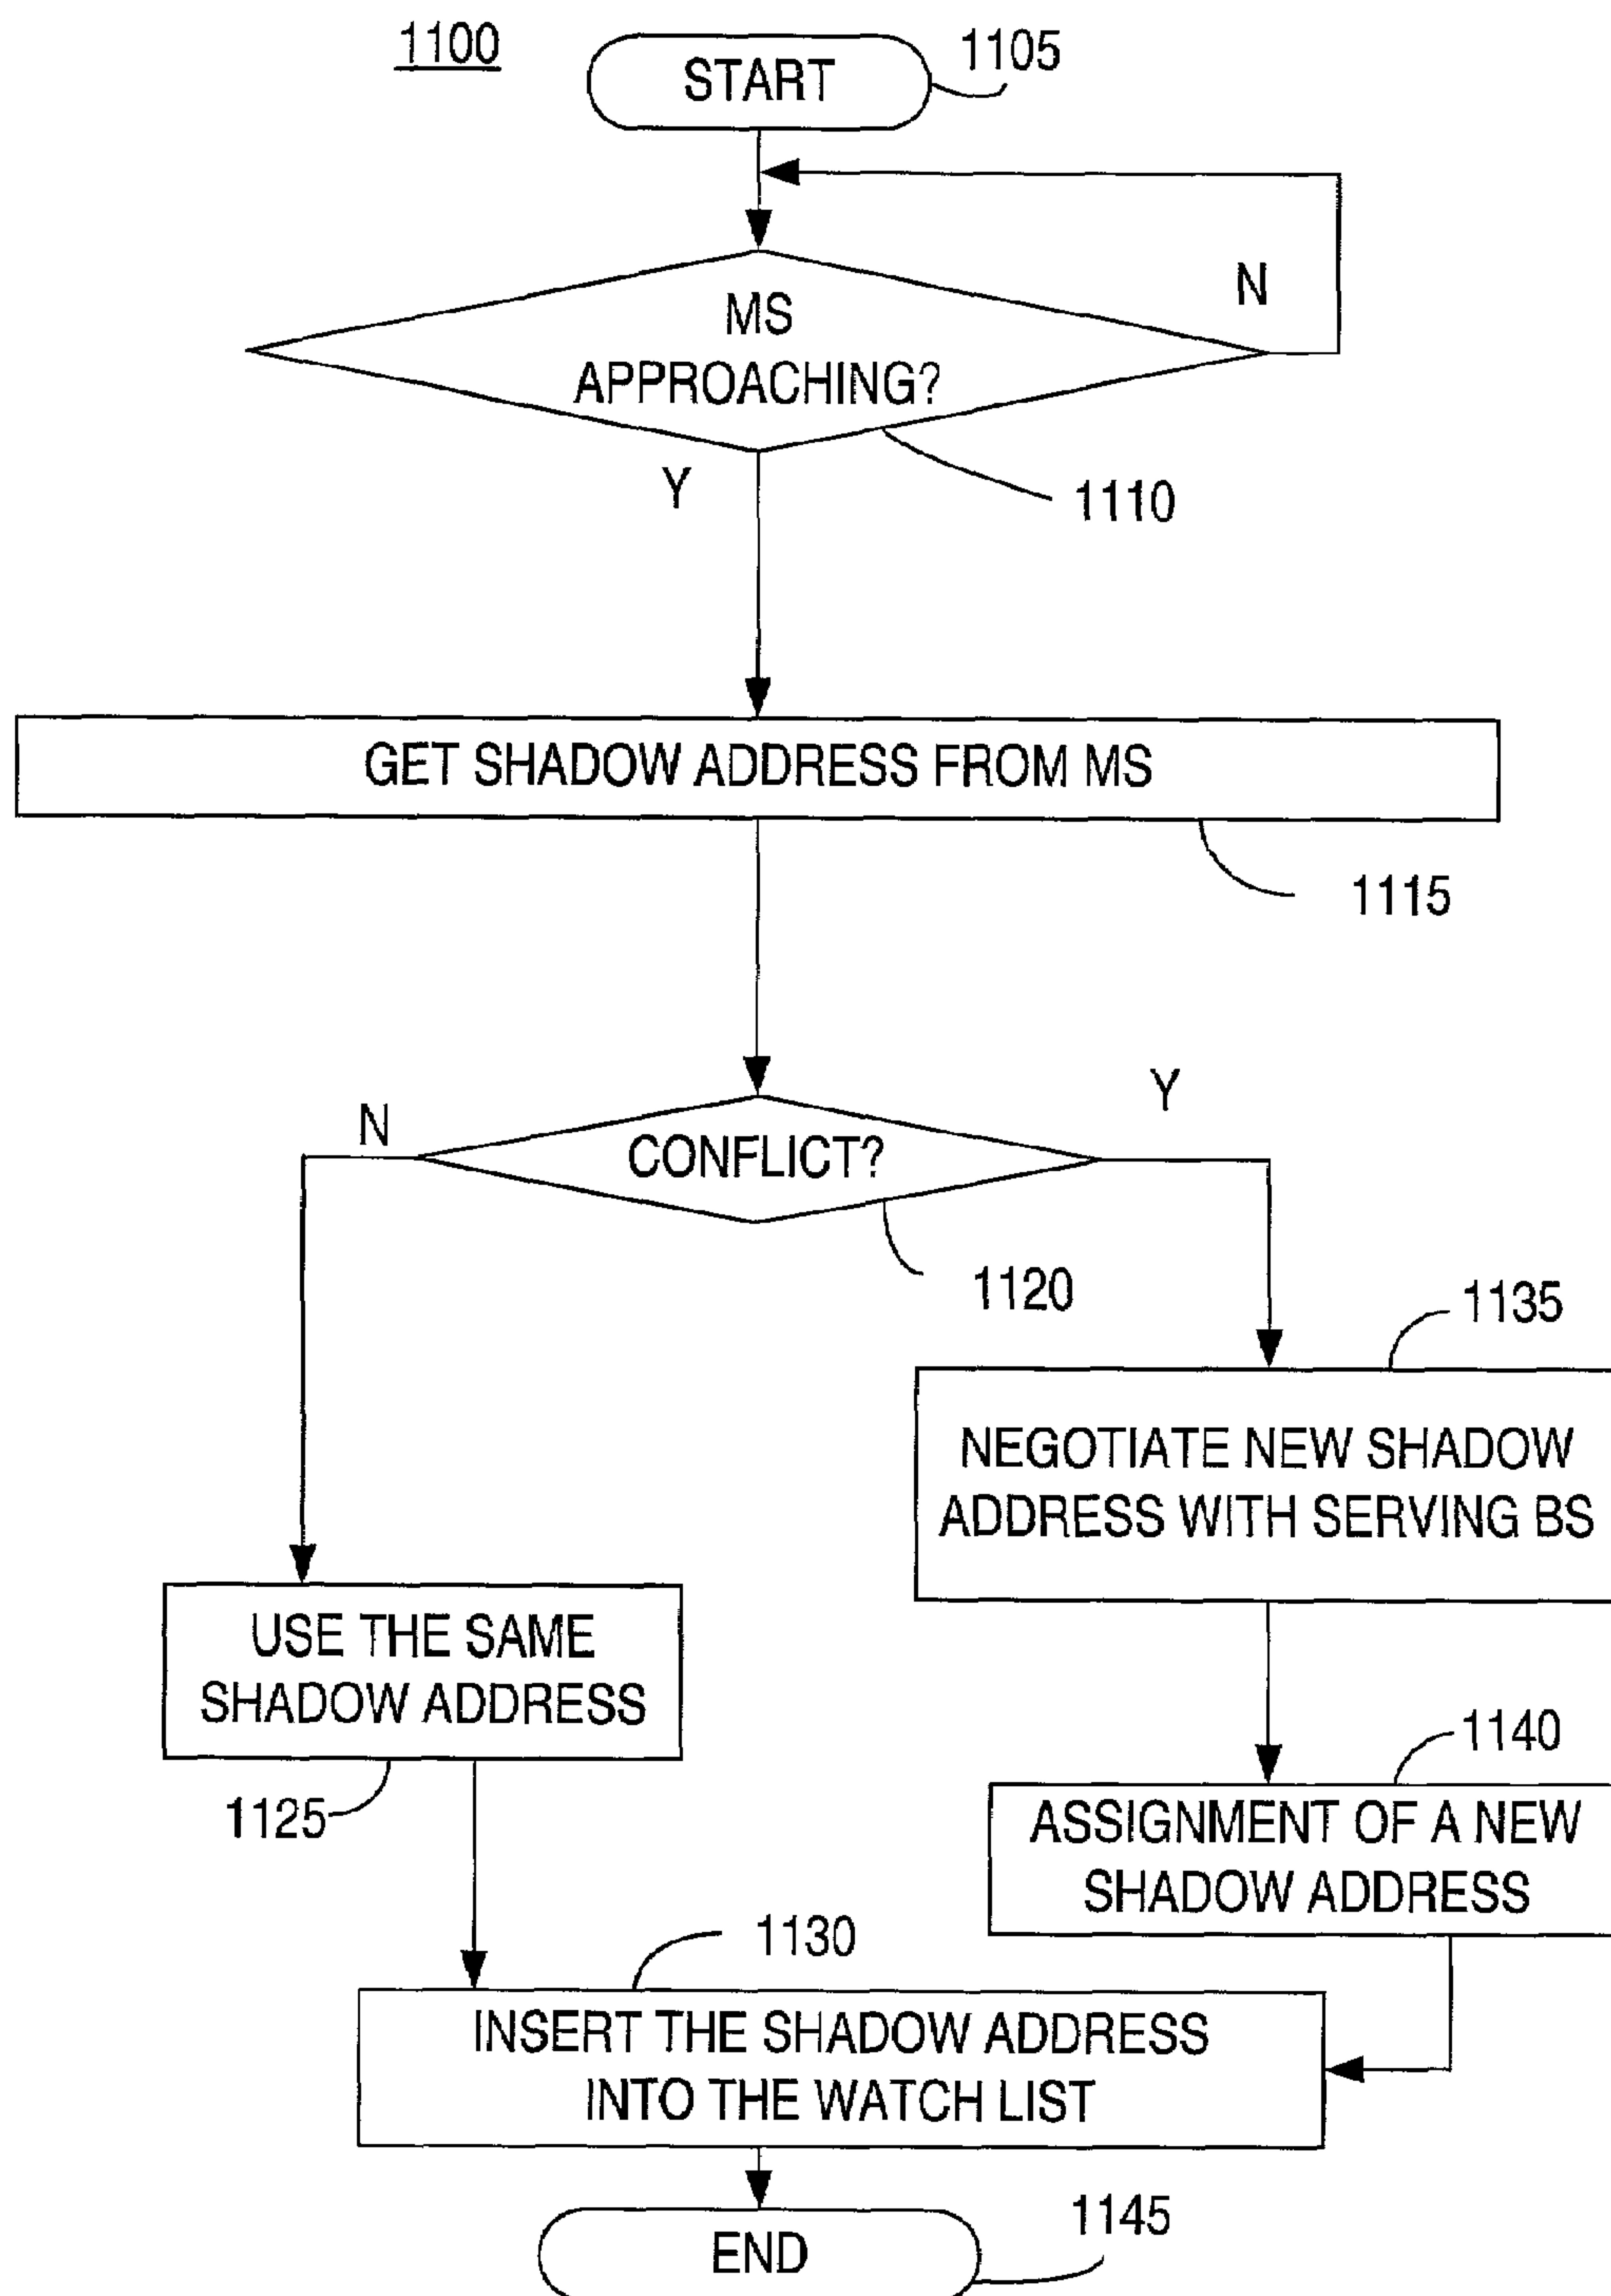 1100
START
1105
N
MS
APPROACHING?
Y
1110
GET SHADOW ADDRESS FROM MS
1115
Y
N
CONFLICT?
1120
1135
NEGOTIATE NEW SHADOW
ADDRESS WITH SERVING BS
USE THE SAME
SHADOW ADDRESS
1125
1140
ASSIGNMENT OF A NEW
SHADOW ADDRESS
1130
INSERT THE SHADOW ADDRESS
INTO THE WATCH LIST
1145
END